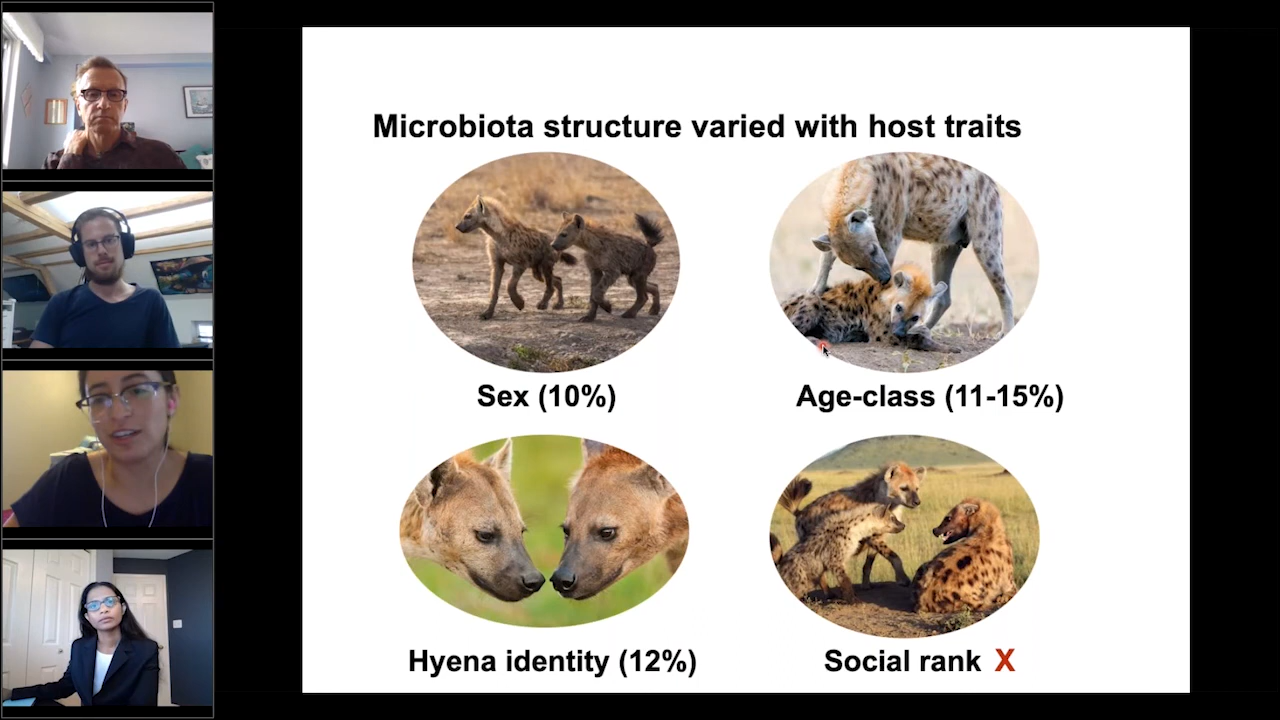 Microbiota structure varied with host traits
Sex (10%)
Age-class (11-15%)
Hyena identity (12%)
Social rank X